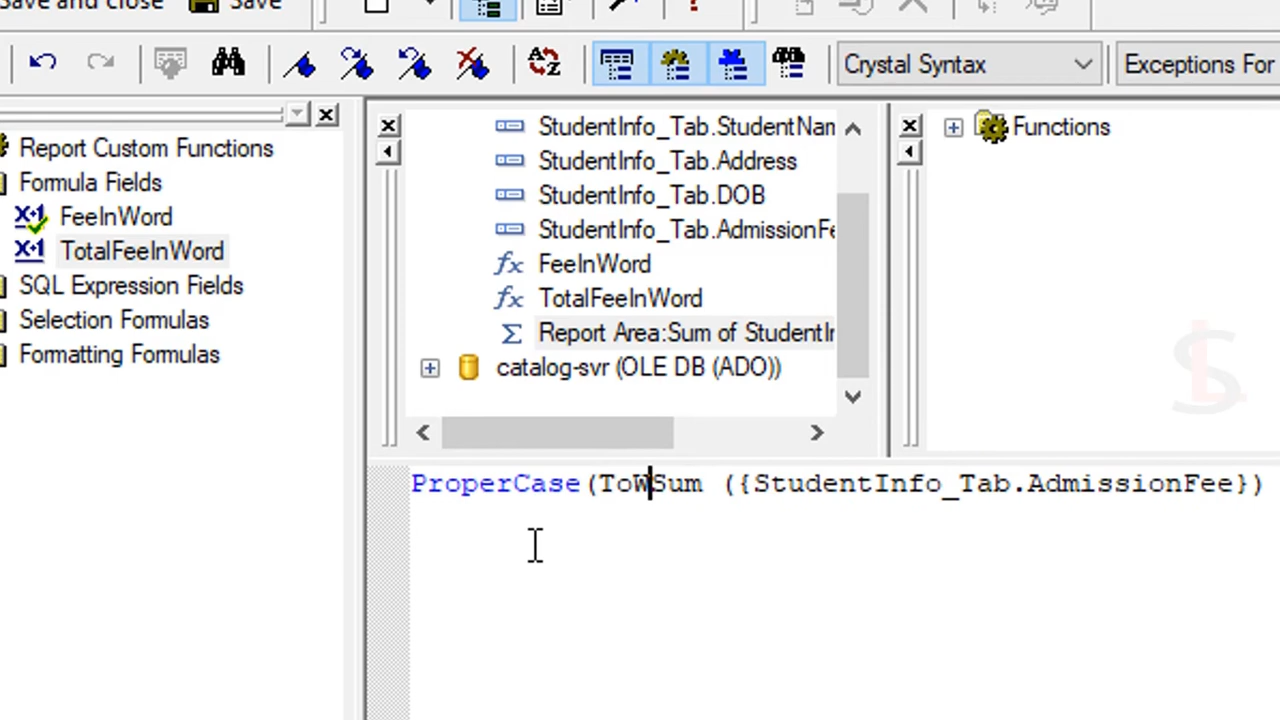 Save and close Save
Crystal Syntax Exceptions For
Report Custom Functions
Formula Fields
FeeInWord
TotalFeeInWord
SQL Expression Fields
Selection Formulas
Formatting Formulas
StudentInfo_Tab.StudentNam
StudentInfo_Tab.Address
StudentInfo_Tab.DOB
StudentInfo_Tab.AdmissionFe
FeeInWord
TotalFeeInWord
Report Area:Sum of StudentIn
catalog-svr (OLE DB (ADO))
Functions
ProperCase(ToWSum ({StudentInfo_Tab.AdmissionFee})